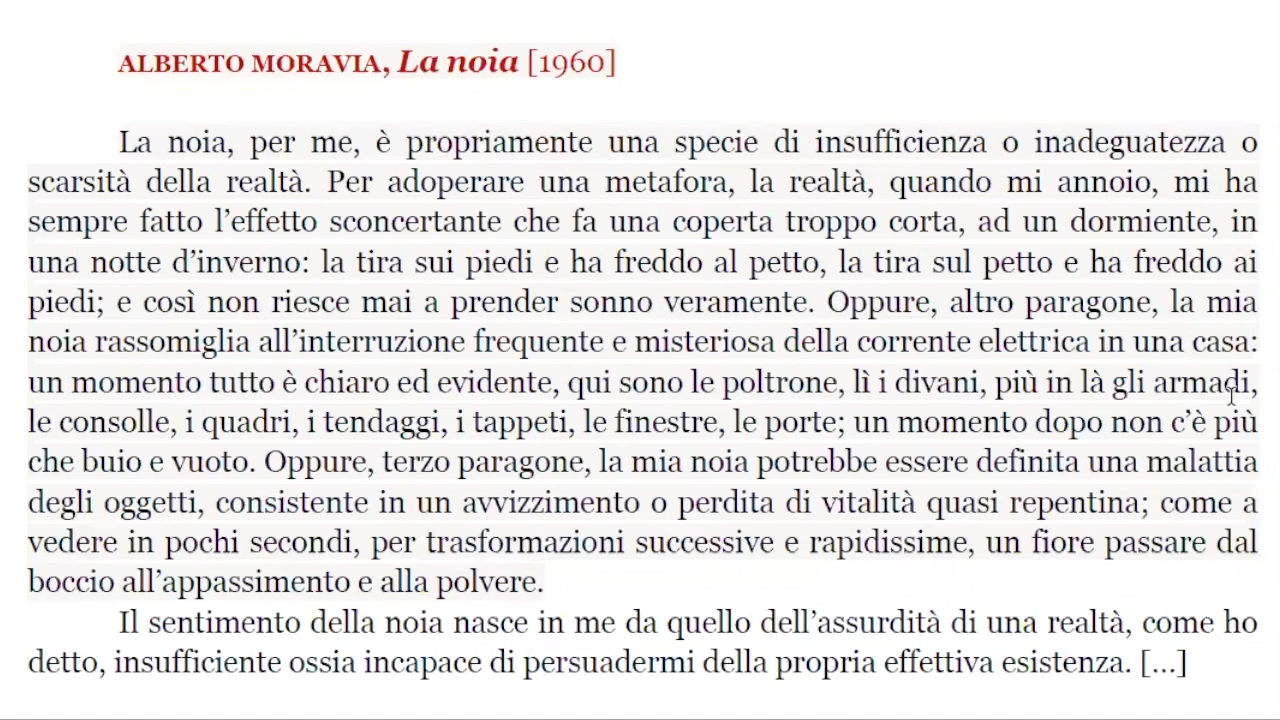 ALBERTO MORAVIA, La noia [1960]
La noia, per me, è propriamente una specie di insufficienza o inadeguatezza o
scarsità della realtà. Per adoperare una metafora, la realtà, quando mi annoio, mi ha
sempre fatto l’effetto sconcertante che fa una coperta troppo corta, ad un dormiente, in
una notte d’inverno: la tira sui piedi e ha freddo al petto, la tira sul petto e ha freddo ai
piedi; e così non riesce mai a prender sonno veramente. Oppure, altro paragone, la mia
noia rassomiglia all’interruzione frequente e misteriosa della corrente elettrica in una casa:
un momento tutto è chiaro ed evidente, qui sono le poltrone, lì i divani, più in là gli armadi,
le consolle, i quadri, i tendaggi, i tappeti, le finestre, le porte; un momento dopo non c’è più
che buio e vuoto. Oppure, terzo paragone, la mia noia potrebbe essere definita una malattia
degli oggetti, consistente in un avvizzimento o perdita di vitalità quasi repentina; come a
vedere in pochi secondi, per trasformazioni successive e rapidissime, un fiore passare dal
boccio all’appassimento e alla polvere.
Il sentimento della noia nasce in me da quello dell’assurdità di una realtà, come ho
detto, insufficiente ossia incapace di persuadermi della propria effettiva esistenza. [...]